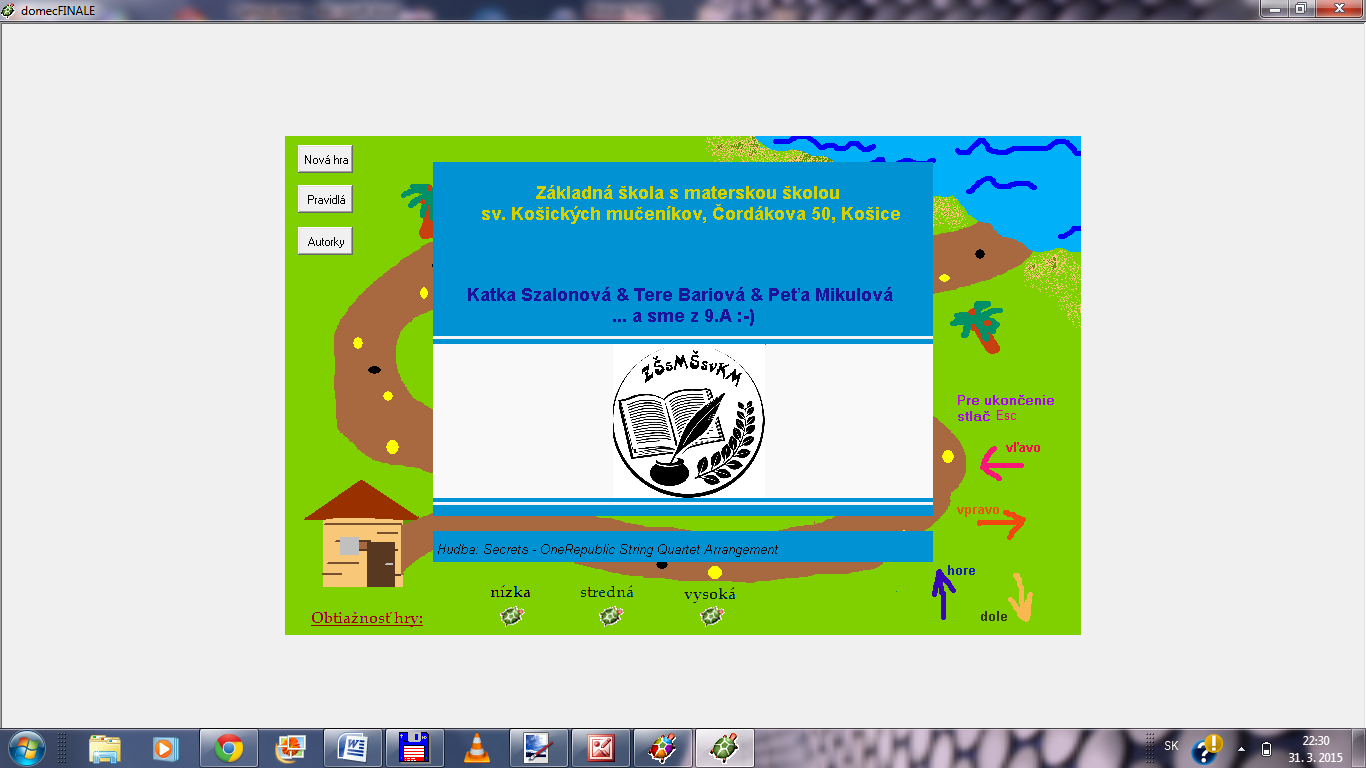 domecFINALE
Nová hra
Pravidlá
Autorky
Základná škola s materskou školou
sv. Košických mučeníkov, Čordákova 50, Košice
Katka Szalonová & Tere Bariová & Peťa Mikulová
... a sme z 9.A :-)
ZŠsMŠsvKM
Hudba: Secrets - OneRepublic String Quartet Arrangement
Pre ukončenie
stlač Esc
vľavo
vpravo
hore
dole
nízka
stredná
vysoká
Obtiažnosť hry:
SK
22:30
31. 3. 2015